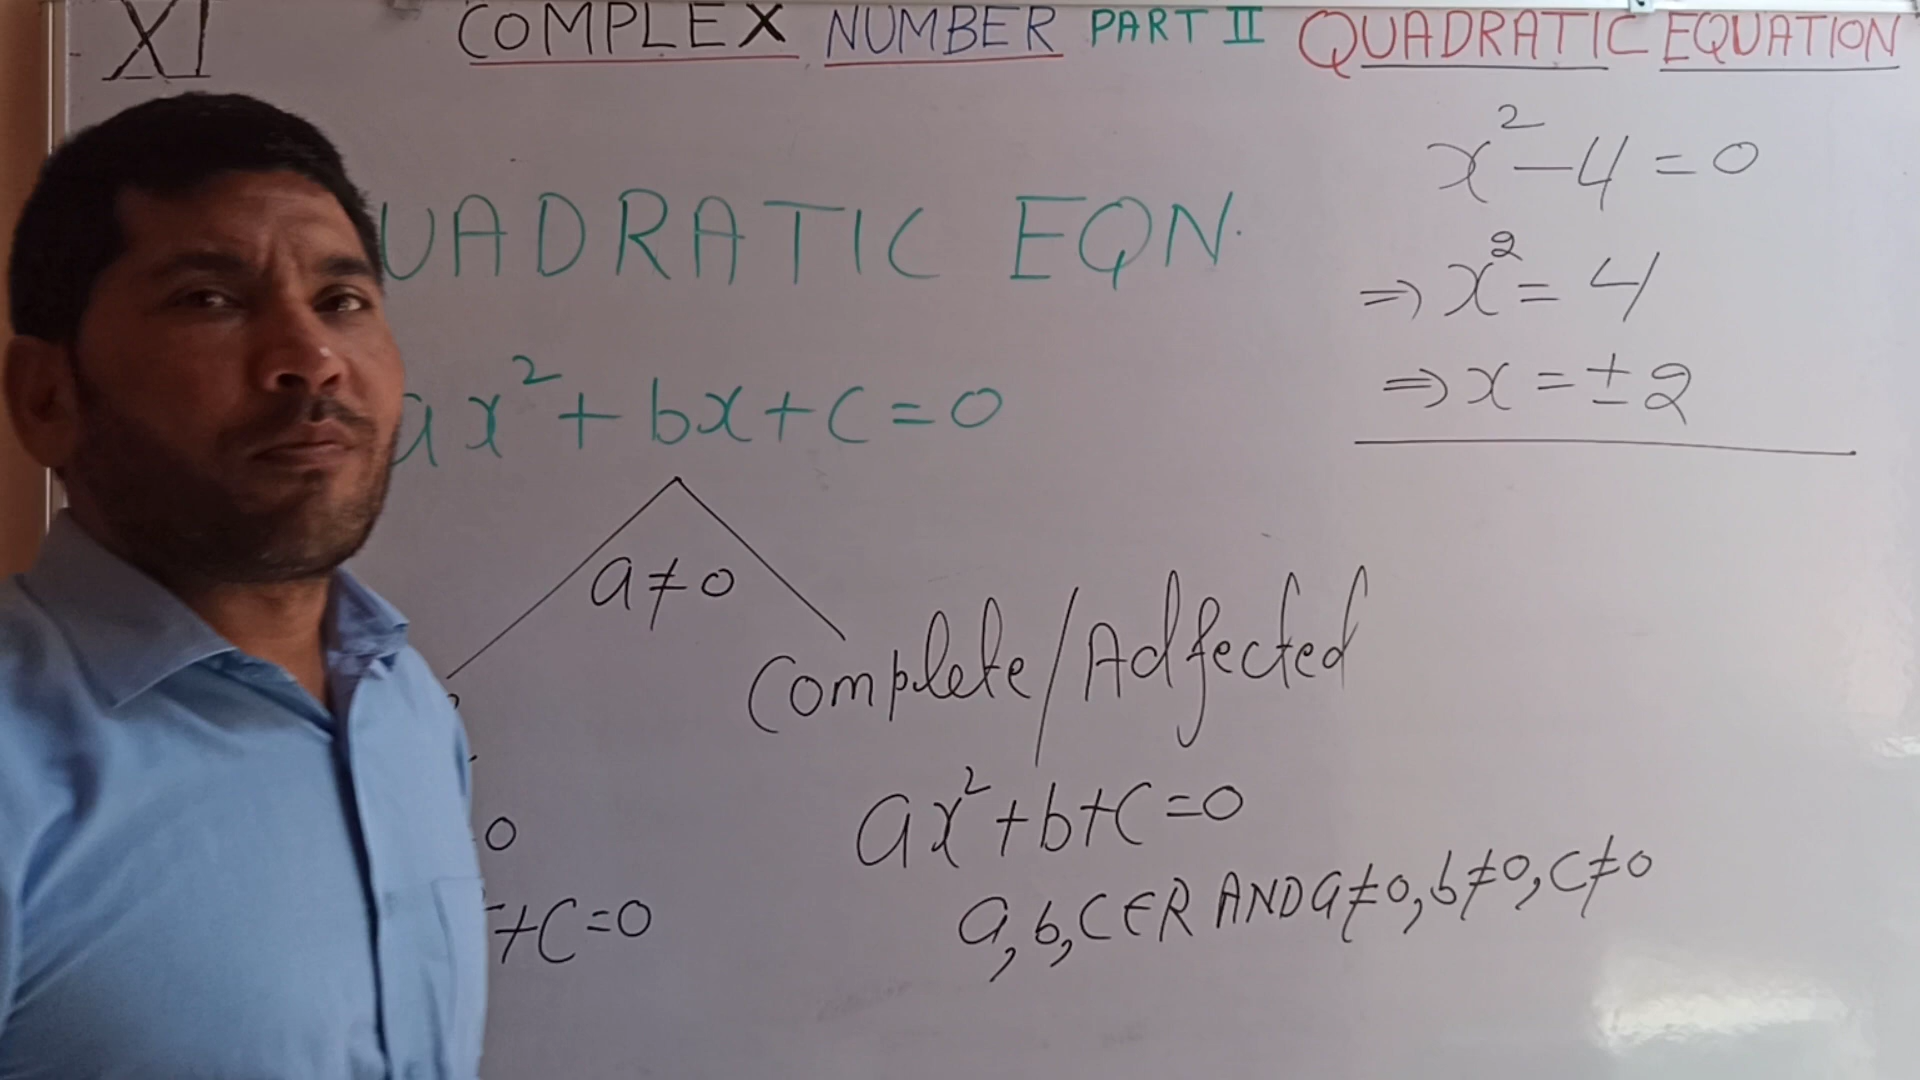 XI COMPLEX NUMBER PART II QUADRATIC EQUATION
UADRATIC EQN.
ax² + bx + c = 0
a ≠ 0
Complete/Adfected
ax² + b + c = 0
a, b, C ∈ R AND a ≠ 0, b ≠ 0, c ≠ 0
0
+ C = 0
x² - 4 = 0
⇒ x² = 4
⇒ x = ± 2